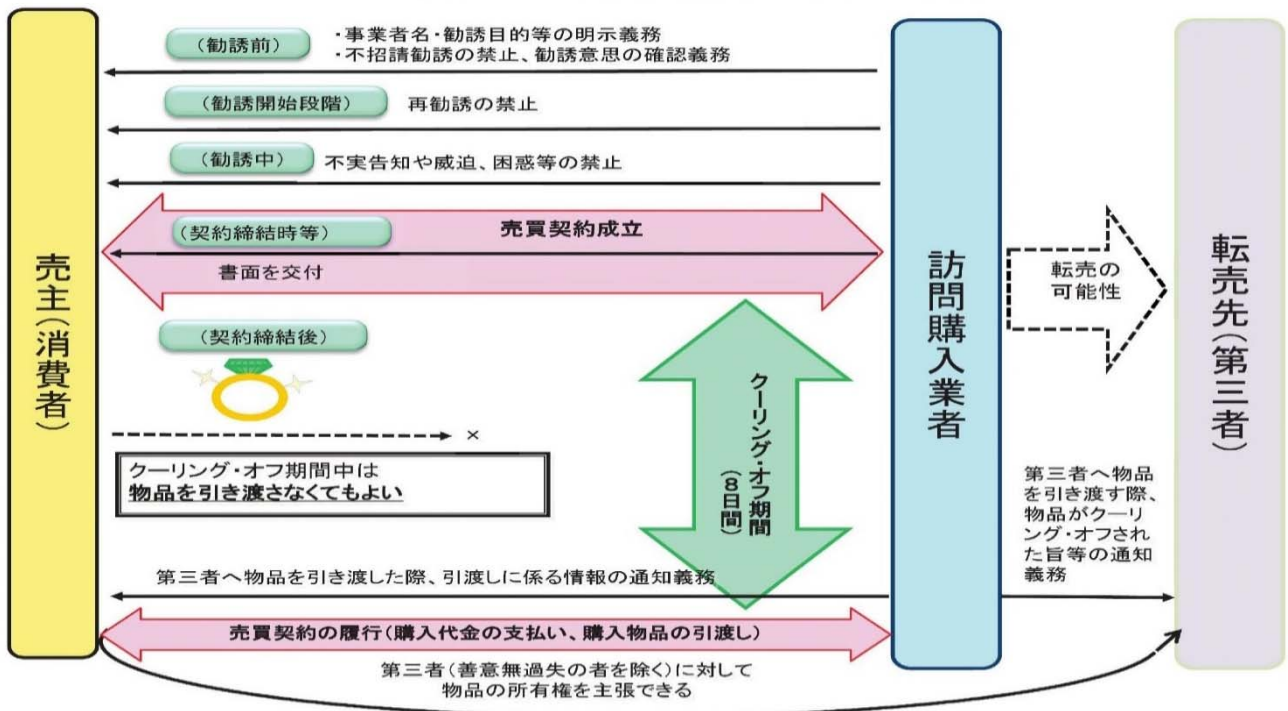 売主(消費者)
(勧誘前)
・事業者名・勧誘目的等の明示義務
・不招請勧誘の禁止、勧誘意思の確認義務
(勧誘開始段階)
再勧誘の禁止
(勧誘中)
不実告知や威迫、困惑等の禁止
(契約締結時等)
売買契約成立
書面を交付
(契約締結後)
×
クーリング・オフ期間中は
物品を引き渡さなくてもよい
クーリング・オフ期間
(8日間)
第三者へ物品を引き渡した際、引渡しに係る情報の通知義務
売買契約の履行(購入代金の支払い、購入物品の引渡し)
第三者(善意無過失の者を除く)に対して
物品の所有権を主張できる
訪問購入業者
転売の
可能性
第三者へ物品
を引き渡す際、
物品がクーリ
ング・オフされ
た旨等の通知
義務
転売先(第三者)